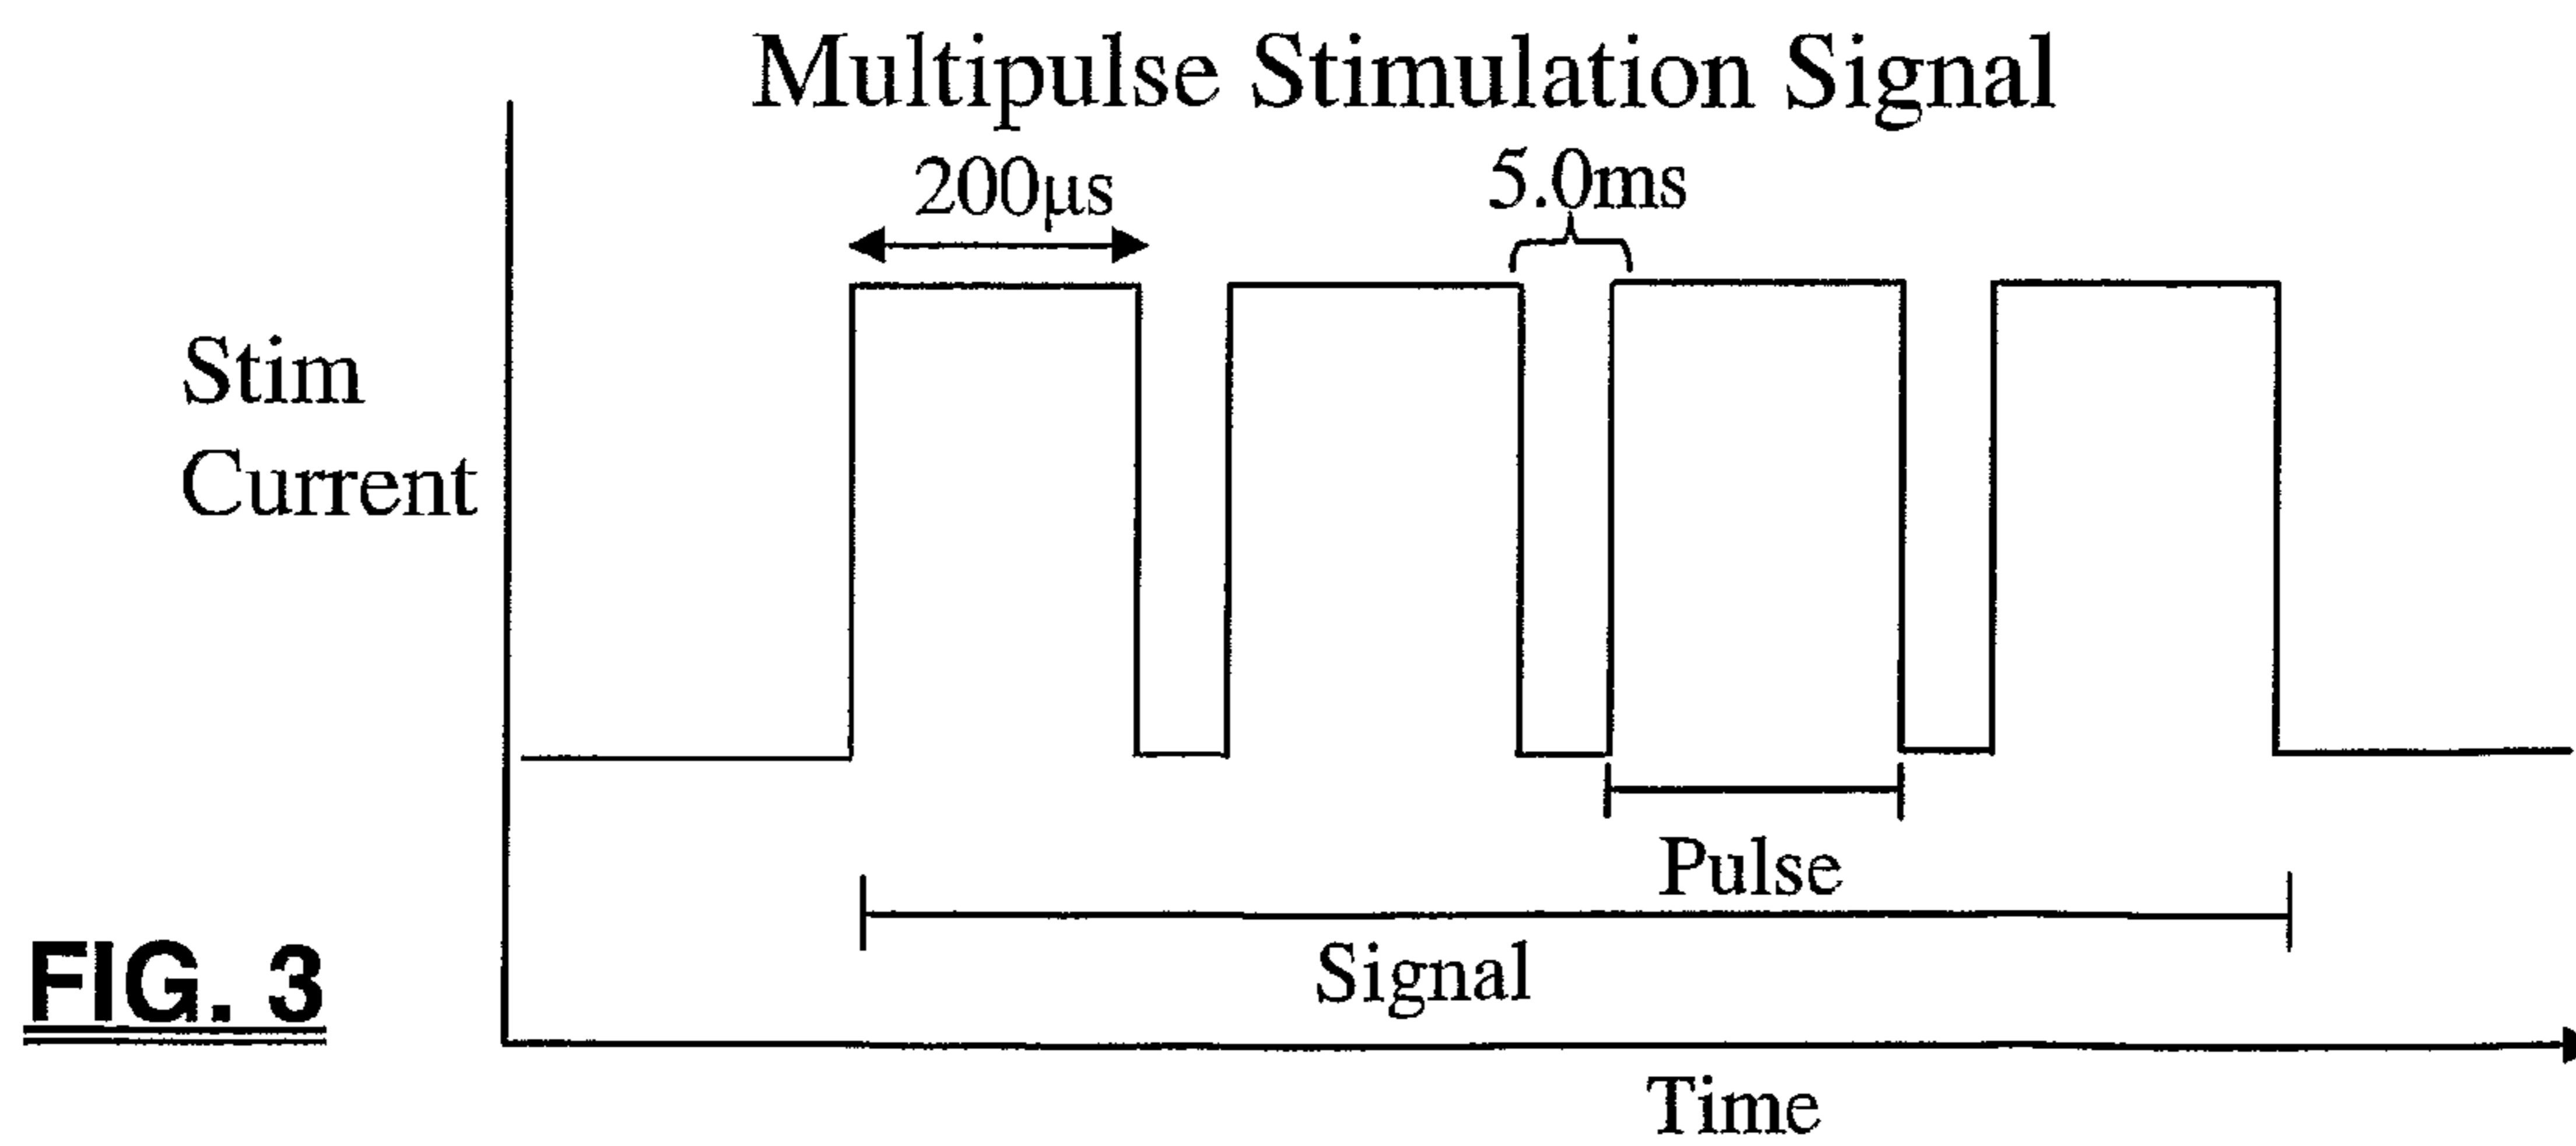 Multipulse Stimulation Signal
200μs
5.0ms
Stim
Current
Pulse
Signal
FIG. 3
Time